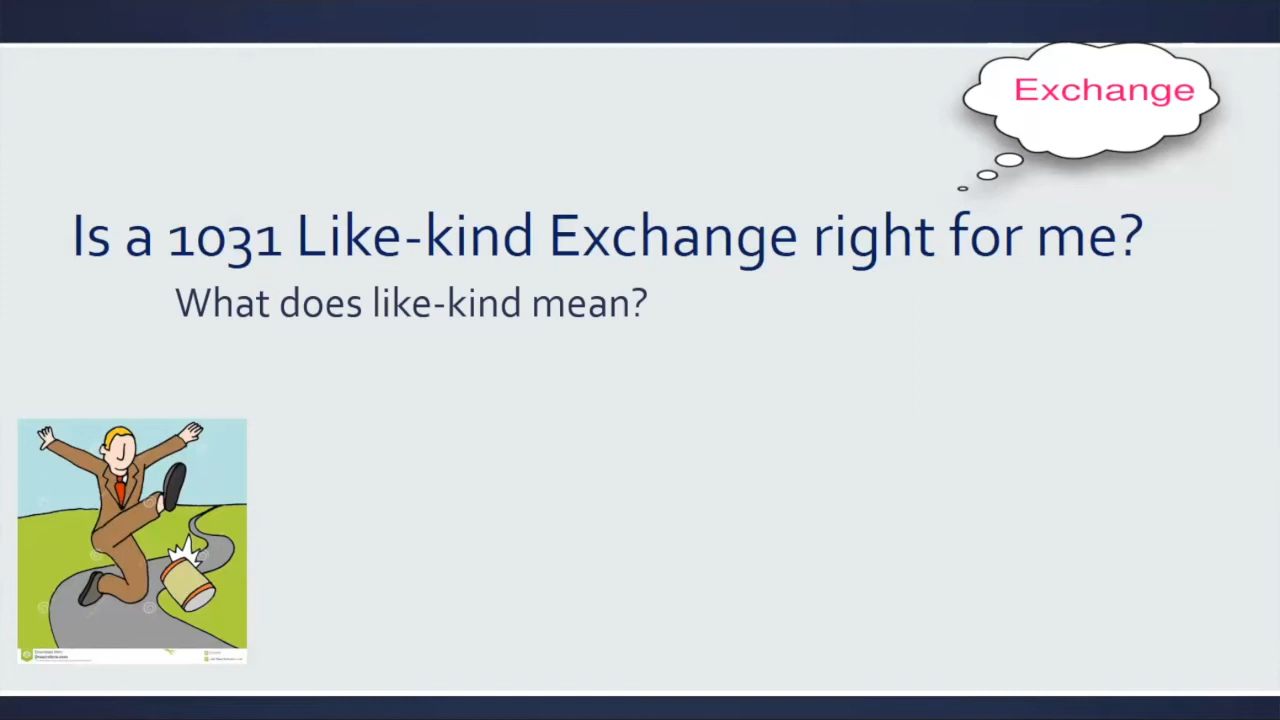 Exchange
Is a 1031 Like-kind Exchange right for me?
What does like-kind mean?